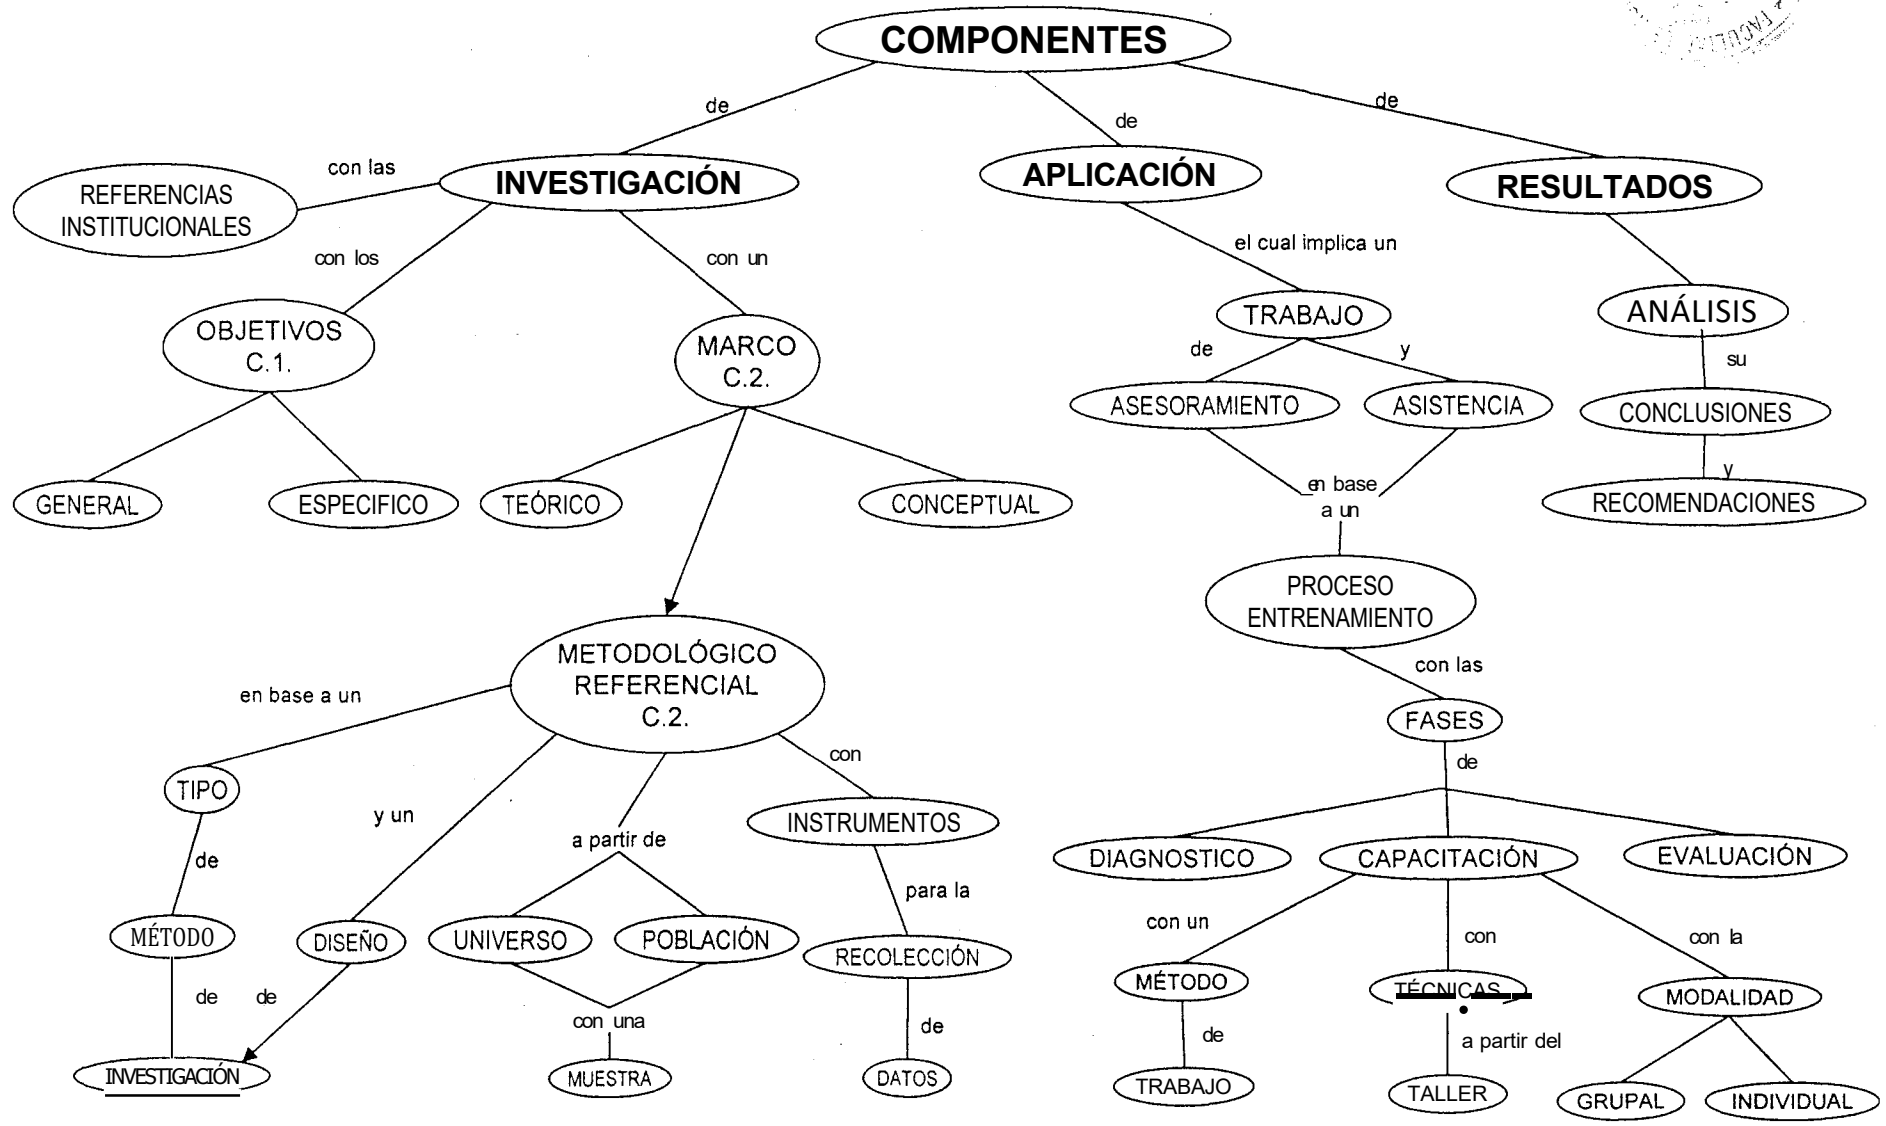 COMPONENTES
de
de
de
con las
INVESTIGACIÓN
APLICACIÓN
RESULTADOS
REFERENCIAS
INSTITUCIONALES
con los
con un
el cual implica un
OBJETIVOS
C.1.
MARCO
C.2.
TRABAJO
ANÁLISIS
de
y
su
ASESORAMIENTO
ASISTENCIA
CONCLUSIONES
y
GENERAL
ESPECIFICO
TEÓRICO
CONCEPTUAL
en base
a un
RECOMENDACIONES
PROCESO
ENTRENAMIENTO
METODOLÓGICO
REFERENCIAL
C.2.
con las
en base a un
FASES
con
de
TIPO
y un
a partir de
INSTRUMENTOS
de
para la
DIAGNOSTICO
CAPACITACIÓN
EVALUACIÓN
MÉTODO
DISEÑO
UNIVERSO
POBLACIÓN
RECOLECCIÓN
con un
con
con la
de
de
con una
de
MÉTODO
TÉCNICAS
MODALIDAD
de
a partir del
INVESTIGACIÓN
MUESTRA
DATOS
TRABAJO
TALLER
GRUPAL
INDIVIDUAL